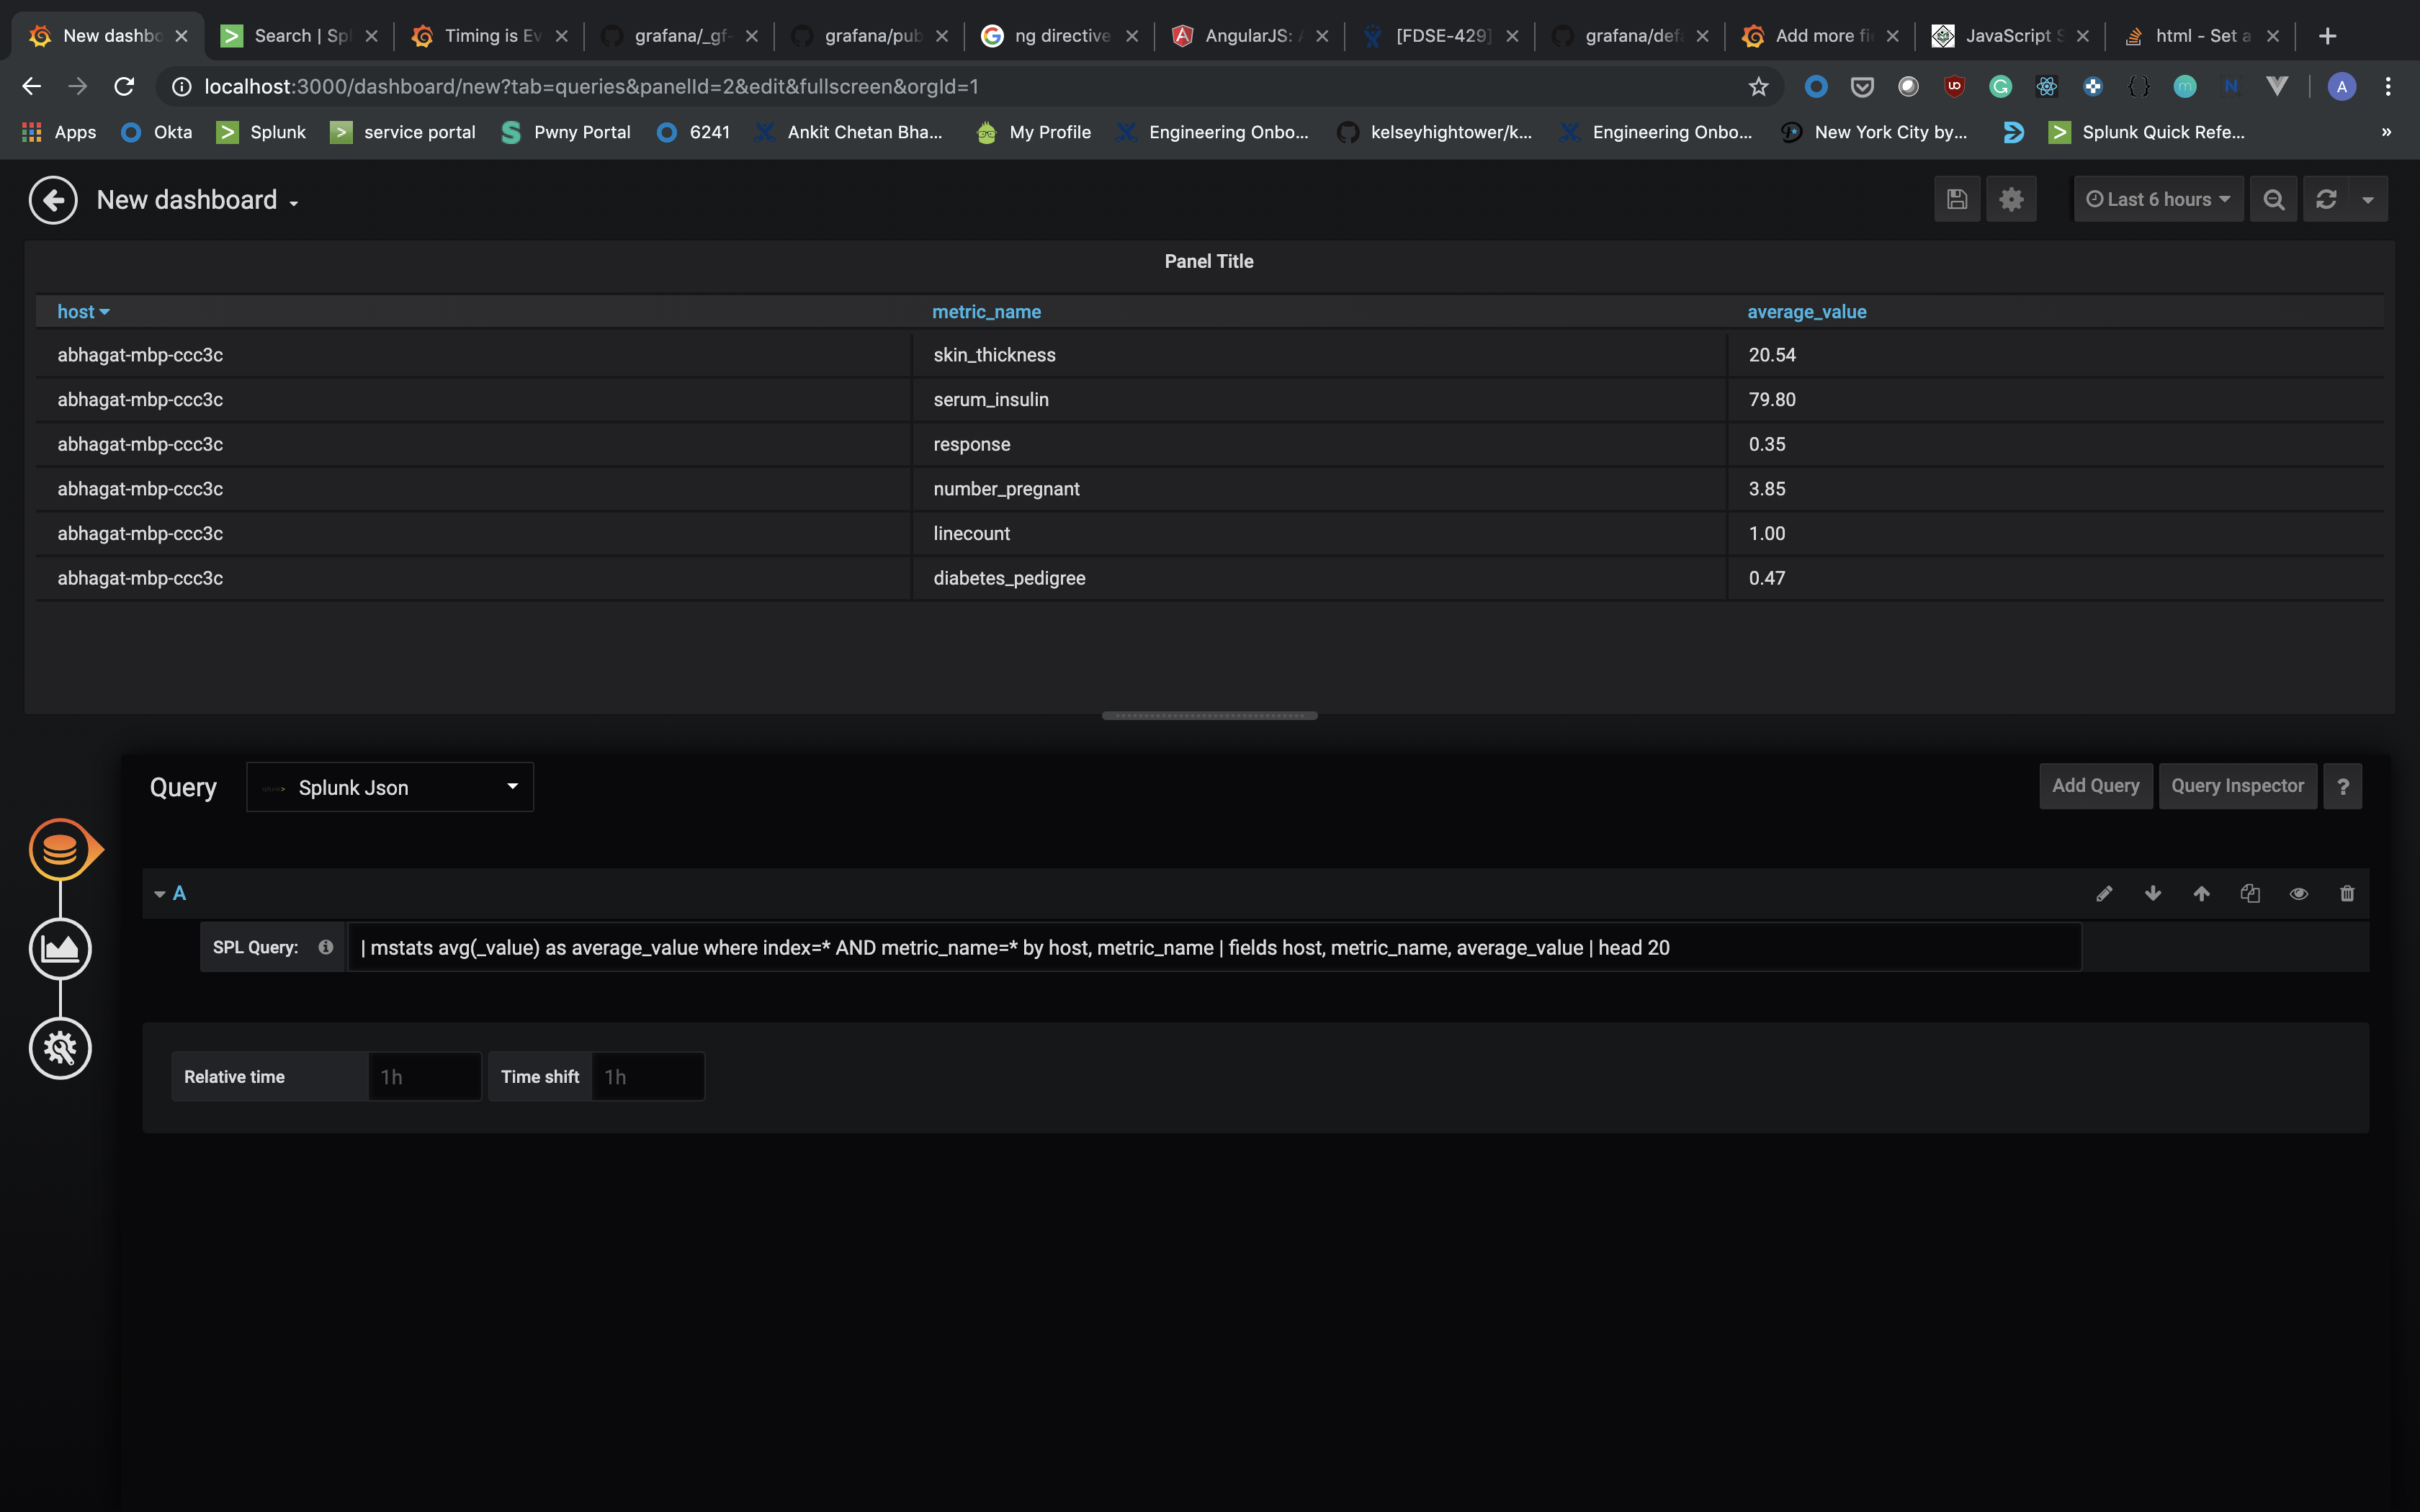 New dashbo
Search | Spl
Timing is Ev
grafana/_gf-
grafana/pub
ng directive
AngularJS: A
[FDSE-429]
grafana/defa
Add more fie
JavaScript S
html - Set a
localhost:3000/dashboard/new?tab=queries&panelId=2&edit&fullscreen&orgId=1
A
Apps
Okta
Splunk
service portal
Pwny Portal
6241
Ankit Chetan Bha...
My Profile
Engineering Onbo...
kelseyhightower/k...
Engineering Onbo...
New York City by...
Splunk Quick Refe...
»
New dashboard
Last 6 hours
Panel Title
host metric_name average_value
abhagat-mbp-ccc3c skin_thickness 20.54
abhagat-mbp-ccc3c serum_insulin 79.80
abhagat-mbp-ccc3c response 0.35
abhagat-mbp-ccc3c number_pregnant 3.85
abhagat-mbp-ccc3c linecount 1.00
abhagat-mbp-ccc3c diabetes_pedigree 0.47
Query
Splunk Json
Add Query
Query Inspector
?
A
SPL Query:
| mstats avg(_value) as average_value where index=* AND metric_name=* by host, metric_name | fields host, metric_name, average_value | head 20
Relative time 1h Time shift 1h